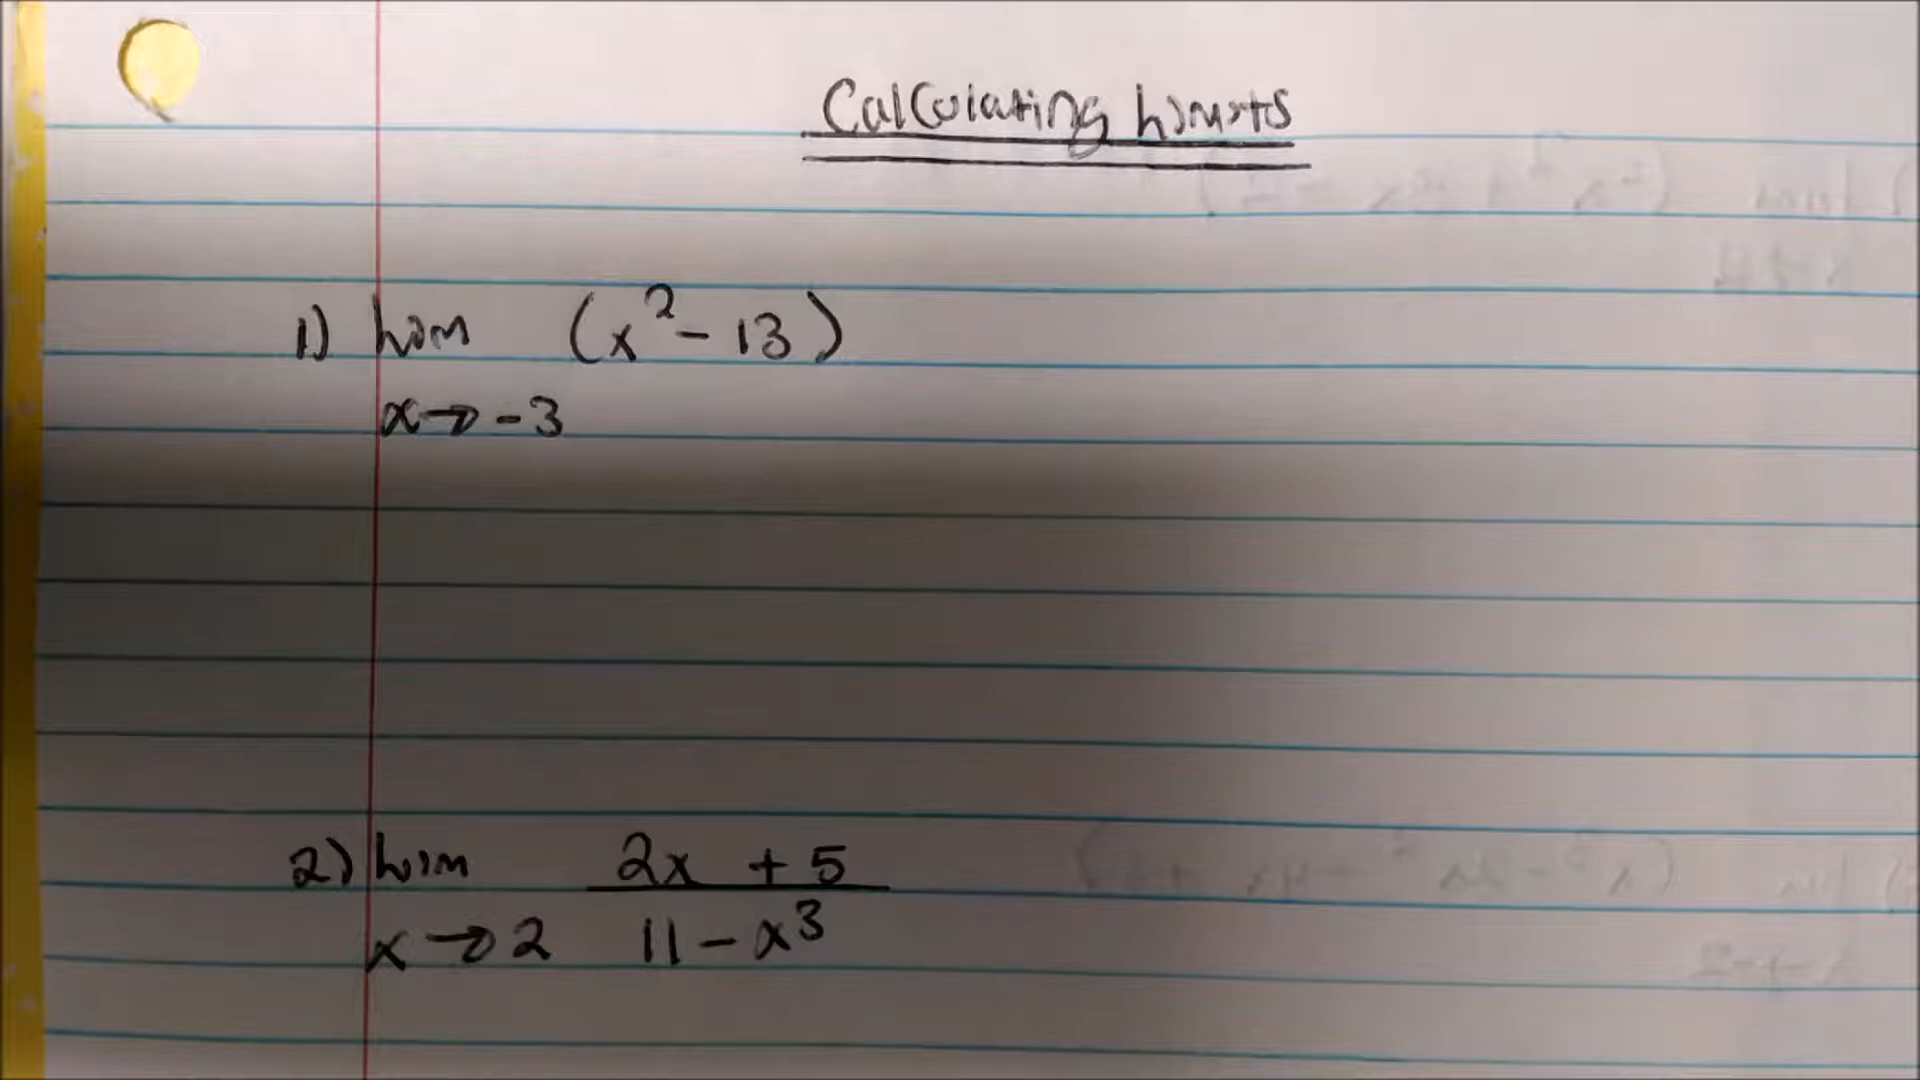 Calculating Limits
1) lim (x² - 13)
x → -3
2) lim 2x + 5
x → 2 11 - x³